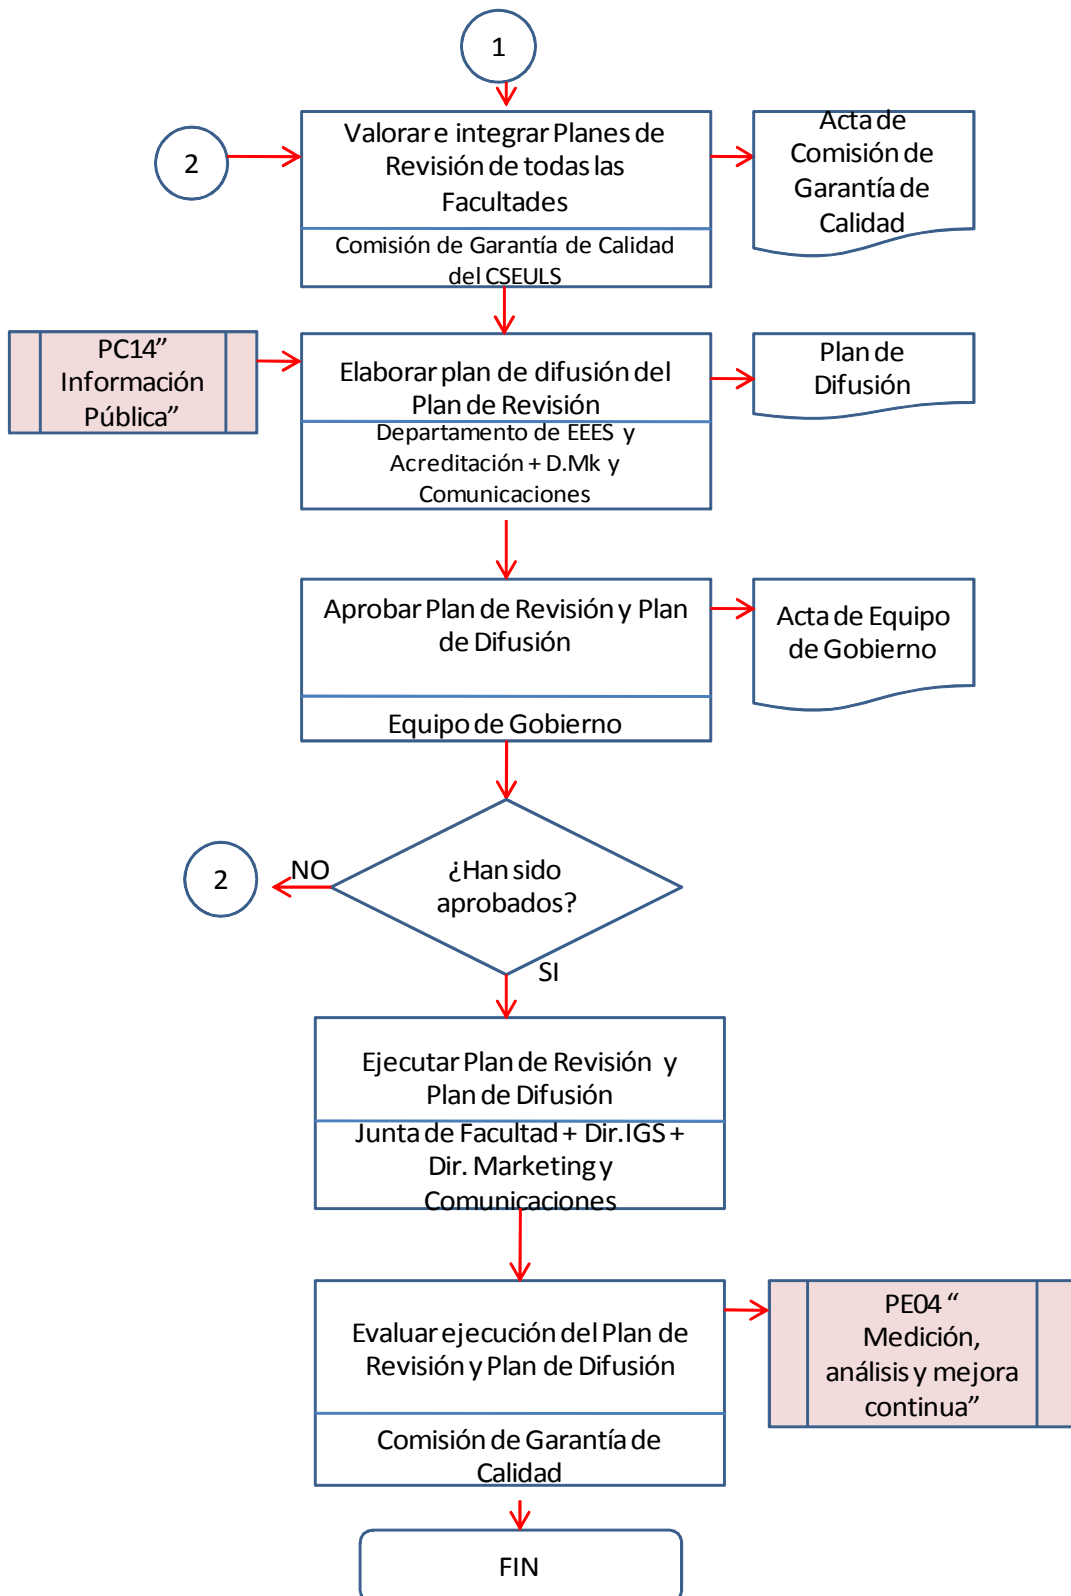 1
2
Valorar e integrar Planes de
Revisión de todas las
Facultades
Comisión de Garantía de Calidad
del CSEULS
Acta de
Comisión de
Garantía de
Calidad
PC14”
Información
Pública”
Elaborar plan de difusión del
Plan de Revisión
Departamento de EEES y
Acreditación + D.Mk y
Comunicaciones
Plan de
Difusión
Aprobar Plan de Revisión y Plan
de Difusión
Equipo de Gobierno
Acta de Equipo
de Gobierno
2
NO
¿Han sido
aprobados?
SI
Ejecutar Plan de Revisión y
Plan de Difusión
Junta de Facultad + Dir.IGS +
Dir. Marketing y
Comunicaciones
Evaluar ejecución del Plan de
Revisión y Plan de Difusión
Comisión de Garantía de
Calidad
PE04 “
Medición,
análisis y mejora
continua”
FIN